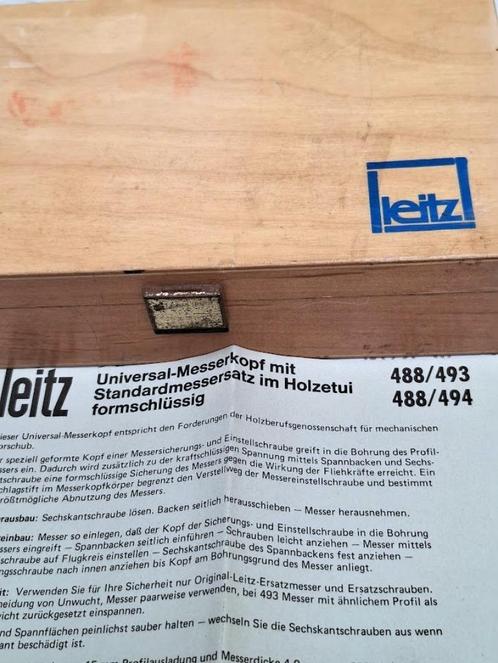 leitz
leitz
Universal-Messerkopf mit
Standardmessersatz im Holzetui
formschlüssig
488/493
488/494
ieser Universal-Messerkopf entspricht den Forderungen der Holzberufsgenossenschaft für mechanischen
orschub.
r speziell geformte Kopf einer Messersicherungs- und Einstellschraube greift in die Bohrung des Profil-
ssers ein. Dadurch wird zusätzlich zu der kraftschlüssigen Spannung mittels Spannbacken und Sechs-
tschraube eine formschlüssige Sicherung des Messers gegen die Wirkung der Fliehkräfte erreicht. Ein
chlagstift im Messerkopfkörper begrenzt den Verstellweg der Messereinstellschraube und bestimmt
rößtmögliche Abnutzung des Messers.
erausbau: Sechskantschraube lösen. Backen seitlich herausschieben – Messer herausnehmen.
reinbau: Messer so einlegen, daß der Kopf der Sicherungs- und Einstellschraube in die Bohrung
ssers eingreift – Spannbacken seitlich einführen – Schrauben leicht anziehen – Messer mittels
schraube auf Flugkreis einstellen – Sechskantschraube des Spannbackens fest anziehen –
ngsschraube nach innen anziehen bis Kopf am Bohrungsgrund des Messer anliegt.
it: Verwenden Sie für Ihre Sicherheit nur Original-Leitz-Ersatzmesser und Ersatzschrauben.
eidung von Unwucht, Messer paarweise verwenden, bei 493 Messer mit ähnlichem Profil als
icht zurückgesetzt einspannen.
nd Spannflächen peinlichst sauber halten – wechseln Sie die Sechskantschrauben aus wenn
ant beschädigt ist.
Profilausladung und Messerdicke